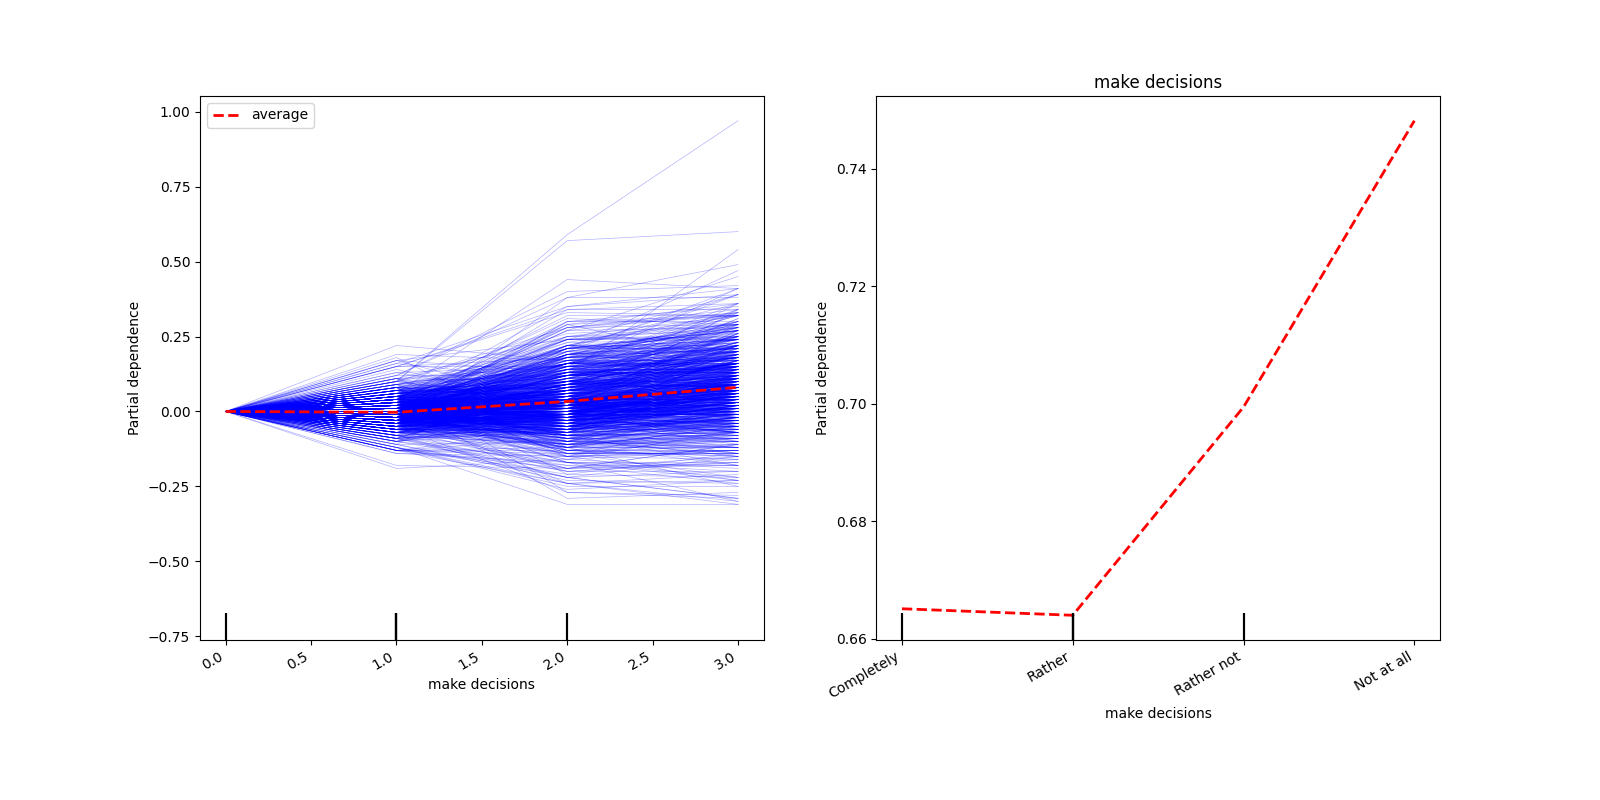 average
1.00
0.75
0.50
0.25
0.00
−0.25
−0.50
−0.75
Partial dependence
0.0
0.5
1.0
1.5
2.0
2.5
3.0
make decisions
make decisions
0.74
0.72
0.70
0.68
0.66
Partial dependence
Completely
Rather
Rather not
Not at all
make decisions